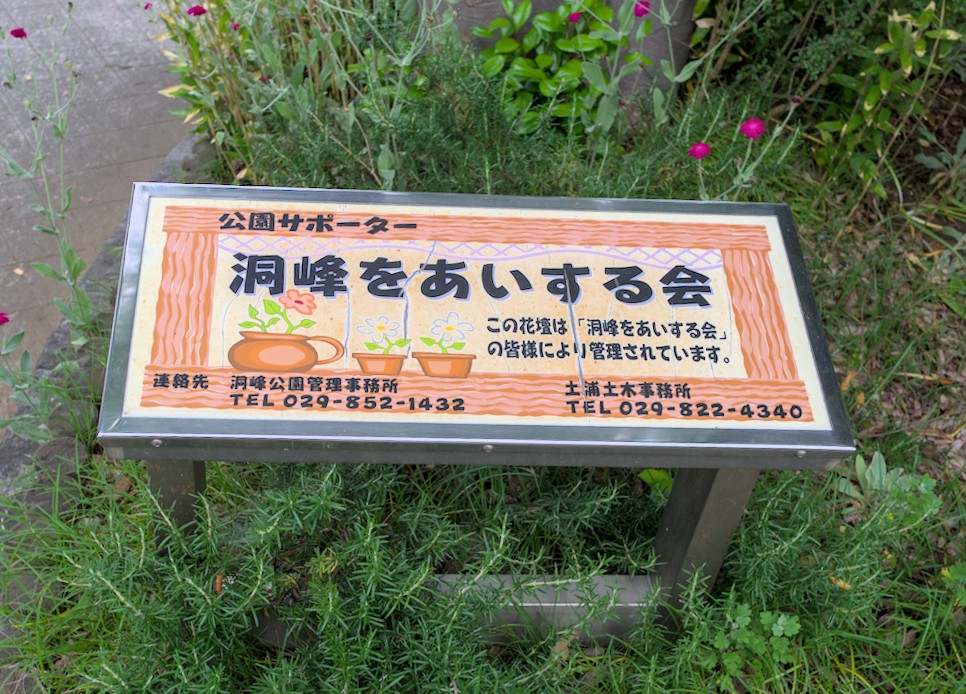 公園サポーター
洞峰をあいする会
この花壇は「洞峰をあいする会」
の皆様により管理されています。
連絡先 洞峰公園管理事務所
TEL 029-852-1432
土浦土木事務所
TEL 029-822-4340